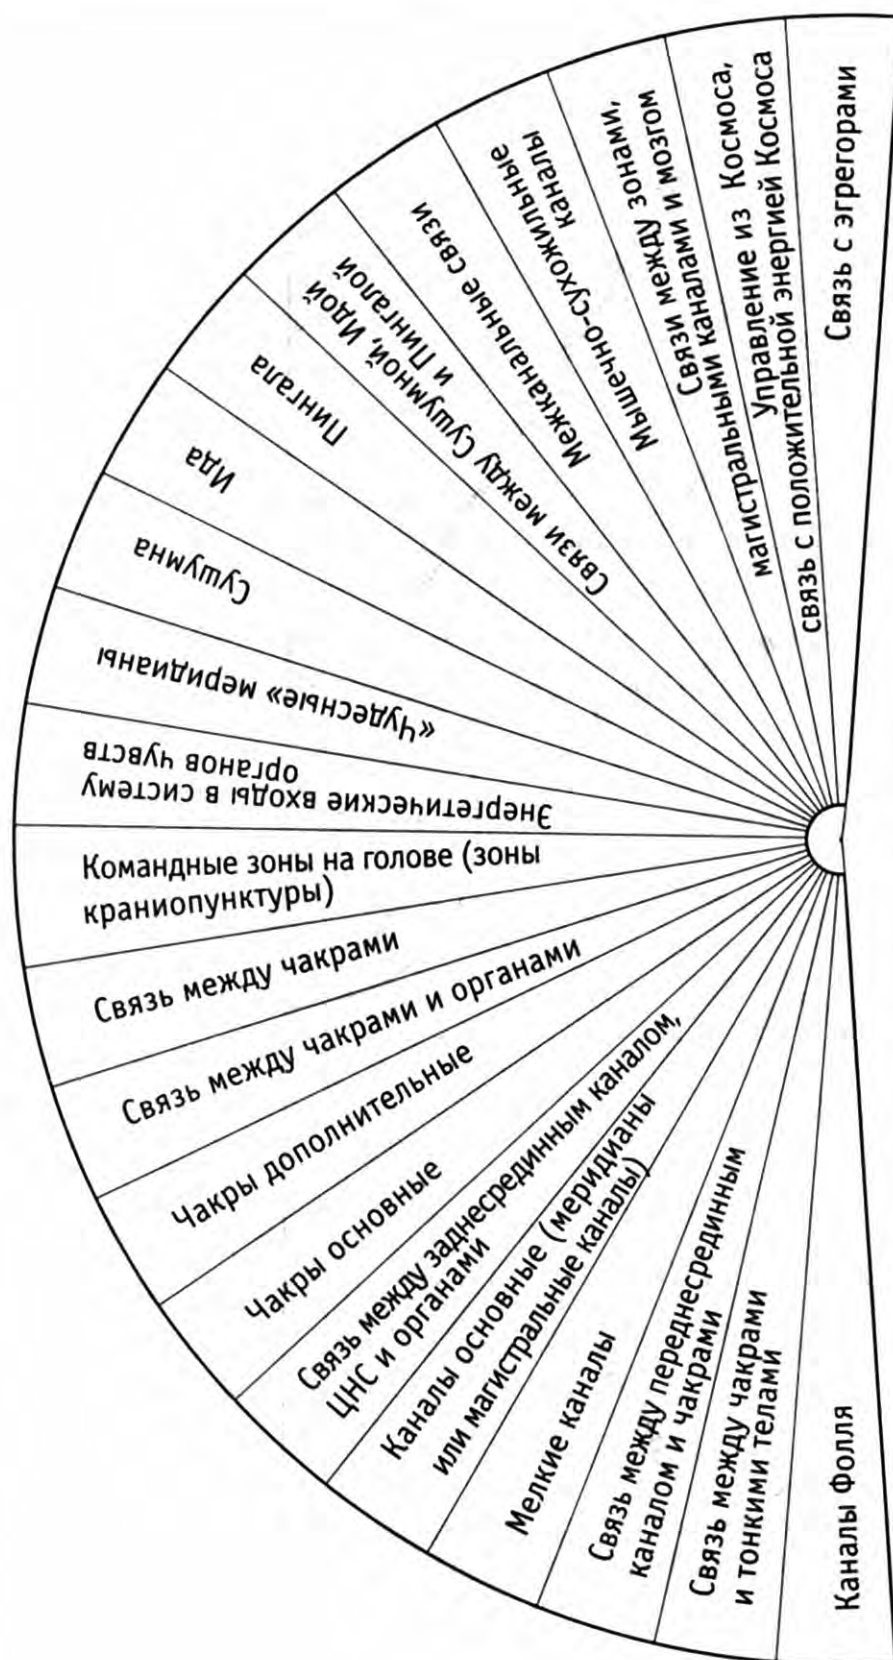 Каналы Фолля
Связь между чакрами
и тонкими телами
Связь между переднесрединным
каналом и чакрами
Мелкие каналы
Каналы основные (меридианы
или магистральные каналы)
Связь между заднесрединным каналом,
ЦНС и органами
Чакры основные
Чакры дополнительные
Связь между чакрами и органами
Связь между чакрами
Командные зоны на голове (зоны
краниопунктуры)
Энергетические входы в систему
органов чувств
«Чудесные» меридианы
Сушумна
Ида
Пингала
Связи между Сушумной, Идой
и Пингалой
Межканальные связи
Мышечно-сухожильные
каналы
Связи между зонами,
магистральными каналами и мозгом
Управление из Космоса,
связь с положительной энергией Космоса
Связь с эгрегорами